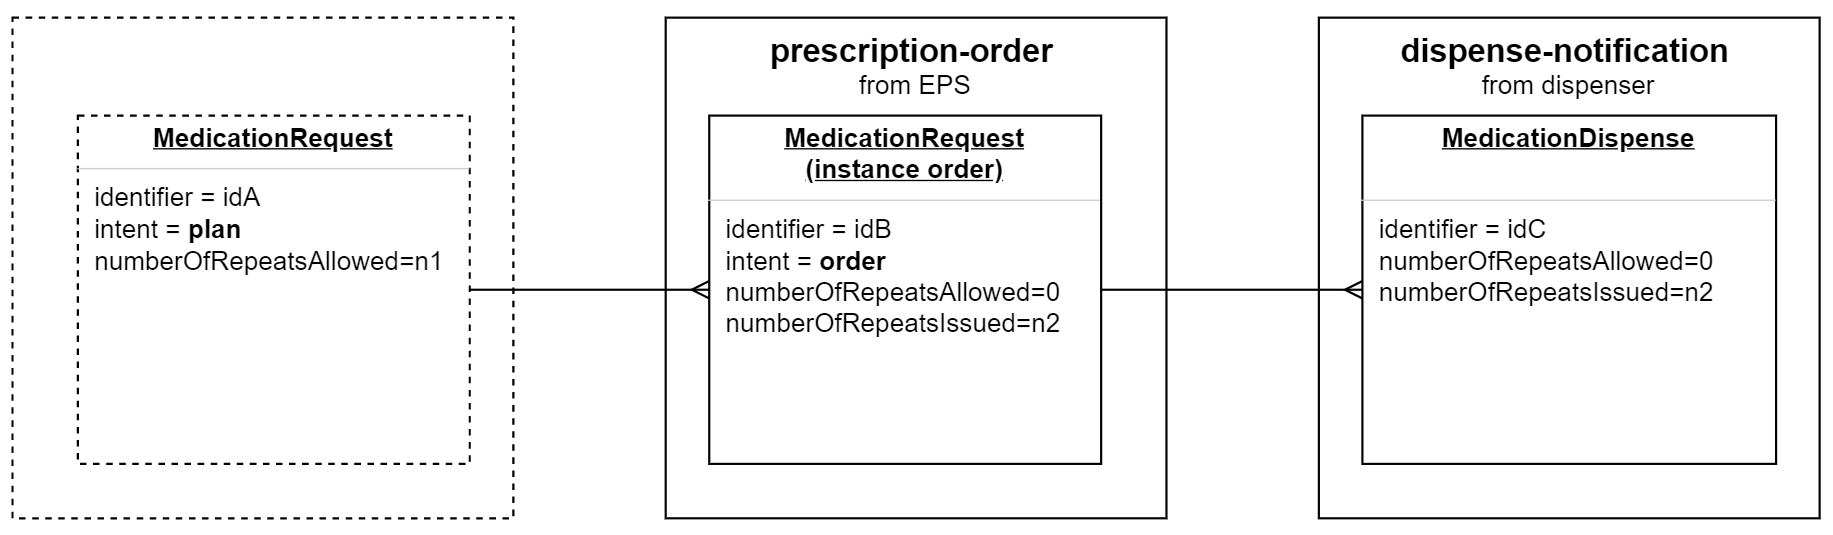 MedicationRequest
identifier = idA
intent = plan
numberOfRepeatsAllowed=n1
prescription-order
from EPS
MedicationRequest
(instance order)
identifier = idB
intent = order
numberOfRepeatsAllowed=0
numberOfRepeatsIssued=n2
dispense-notification
from dispenser
MedicationDispense
identifier = idC
numberOfRepeatsAllowed=0
numberOfRepeatsIssued=n2